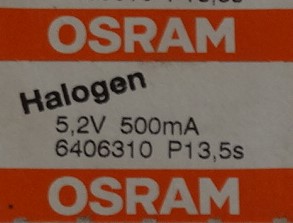 OSRAM
Halogen
5,2V 500mA
6406310 P13,5s
OSRAM